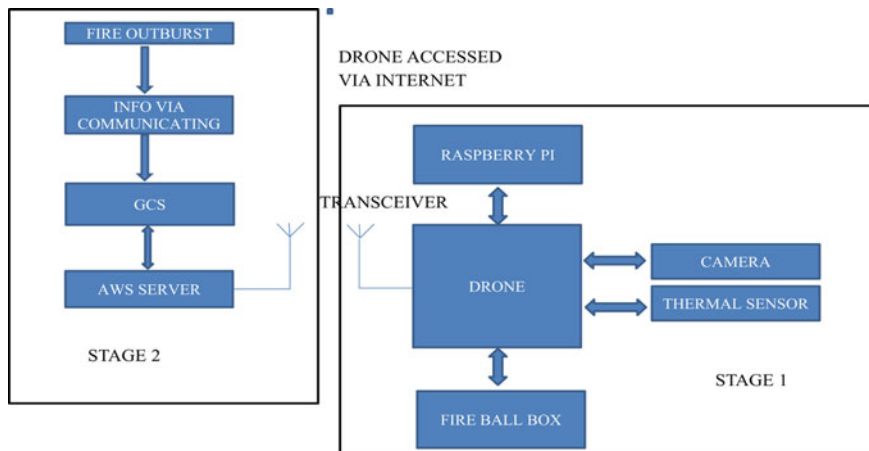 FIRE OUTBURST
INFO VIA
COMMUNICATING
GCS
AWS SERVER
STAGE 2
DRONE ACCESSED
VIA INTERNET
TRANSCEIVER
RASPBERRY PI
DRONE
CAMERA
THERMAL SENSOR
FIRE BALL BOX
STAGE 1